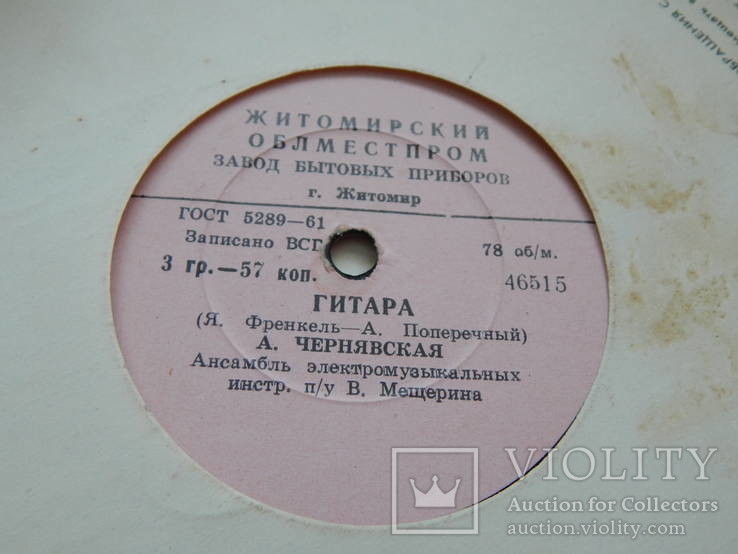 ЖИТОМИРСКИЙ
ОБЛМЕСТПРОМ
ЗАВОД БЫТОВЫХ ПРИБОРОВ
г. Житомир
ГОСТ 5289—61
Записано ВСГ
78 об/м.
3 гр.—57 коп.
46515
ГИТАРА
(Я. Френкель—А. Поперечный)
А. ЧЕРНЯВСКАЯ
Ансамбль электромузыкальных
инстр. п/у В. Мещерина
VIOLITY
Auction for Collectors
auction.violity.com